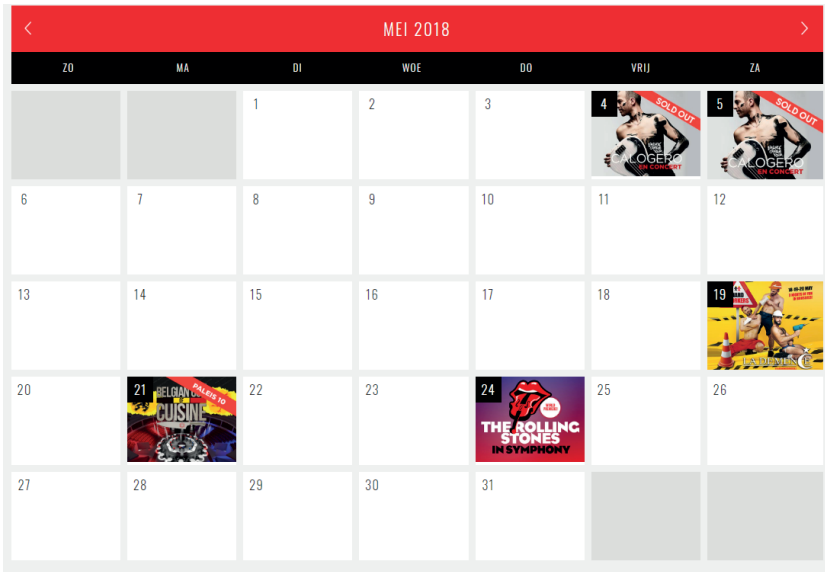 MEI 2018
ZO MA DI WOE DO VRIJ ZA
1 2 3 4 5
SOLD OUT SOLD OUT
CALOGERO CALOGERO
EN CONCERT EN CONCERT
6 7 8 9 10 11 12
13 14 15 16 17 18 19
LA DEMENCE
20 21 22 23 24 25 26
BELGIAN
PALEIS 10
CUISINE
THE ROLLING
STONES
IN SYMPHONY
27 28 29 30 31